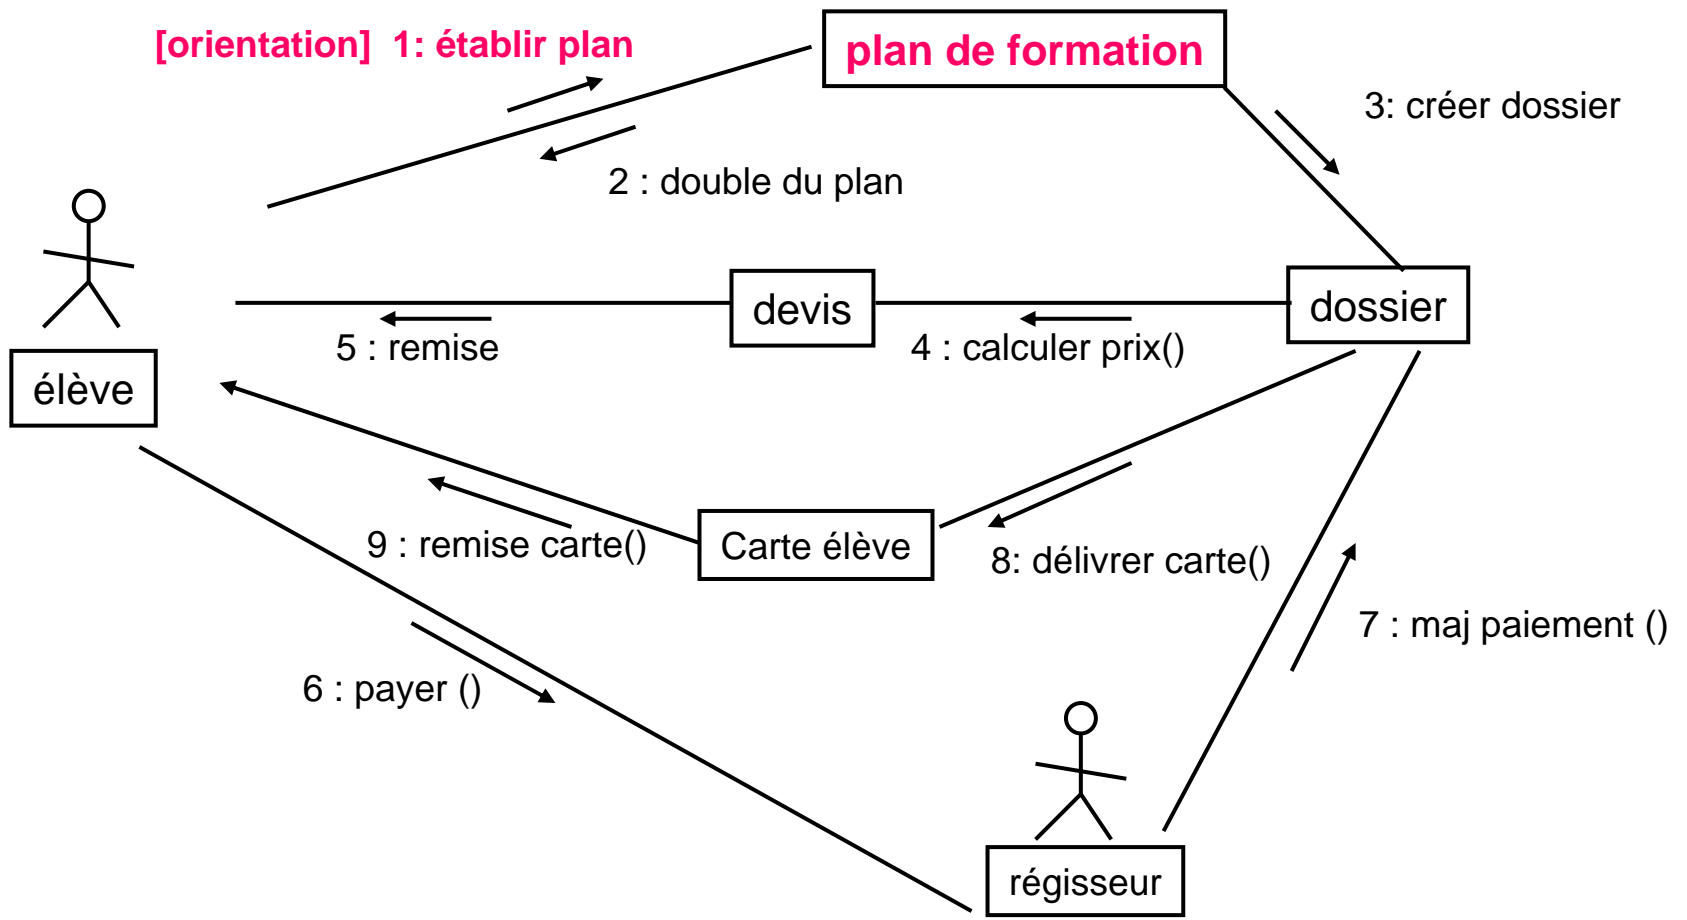 [orientation] 1: établir plan
plan de formation
3: créer dossier
2 : double du plan
devis
dossier
5 : remise
4 : calculer prix()
élève
9 : remise carte()
Carte élève
8: délivrer carte()
7 : maj paiement ()
6 : payer ()
régisseur